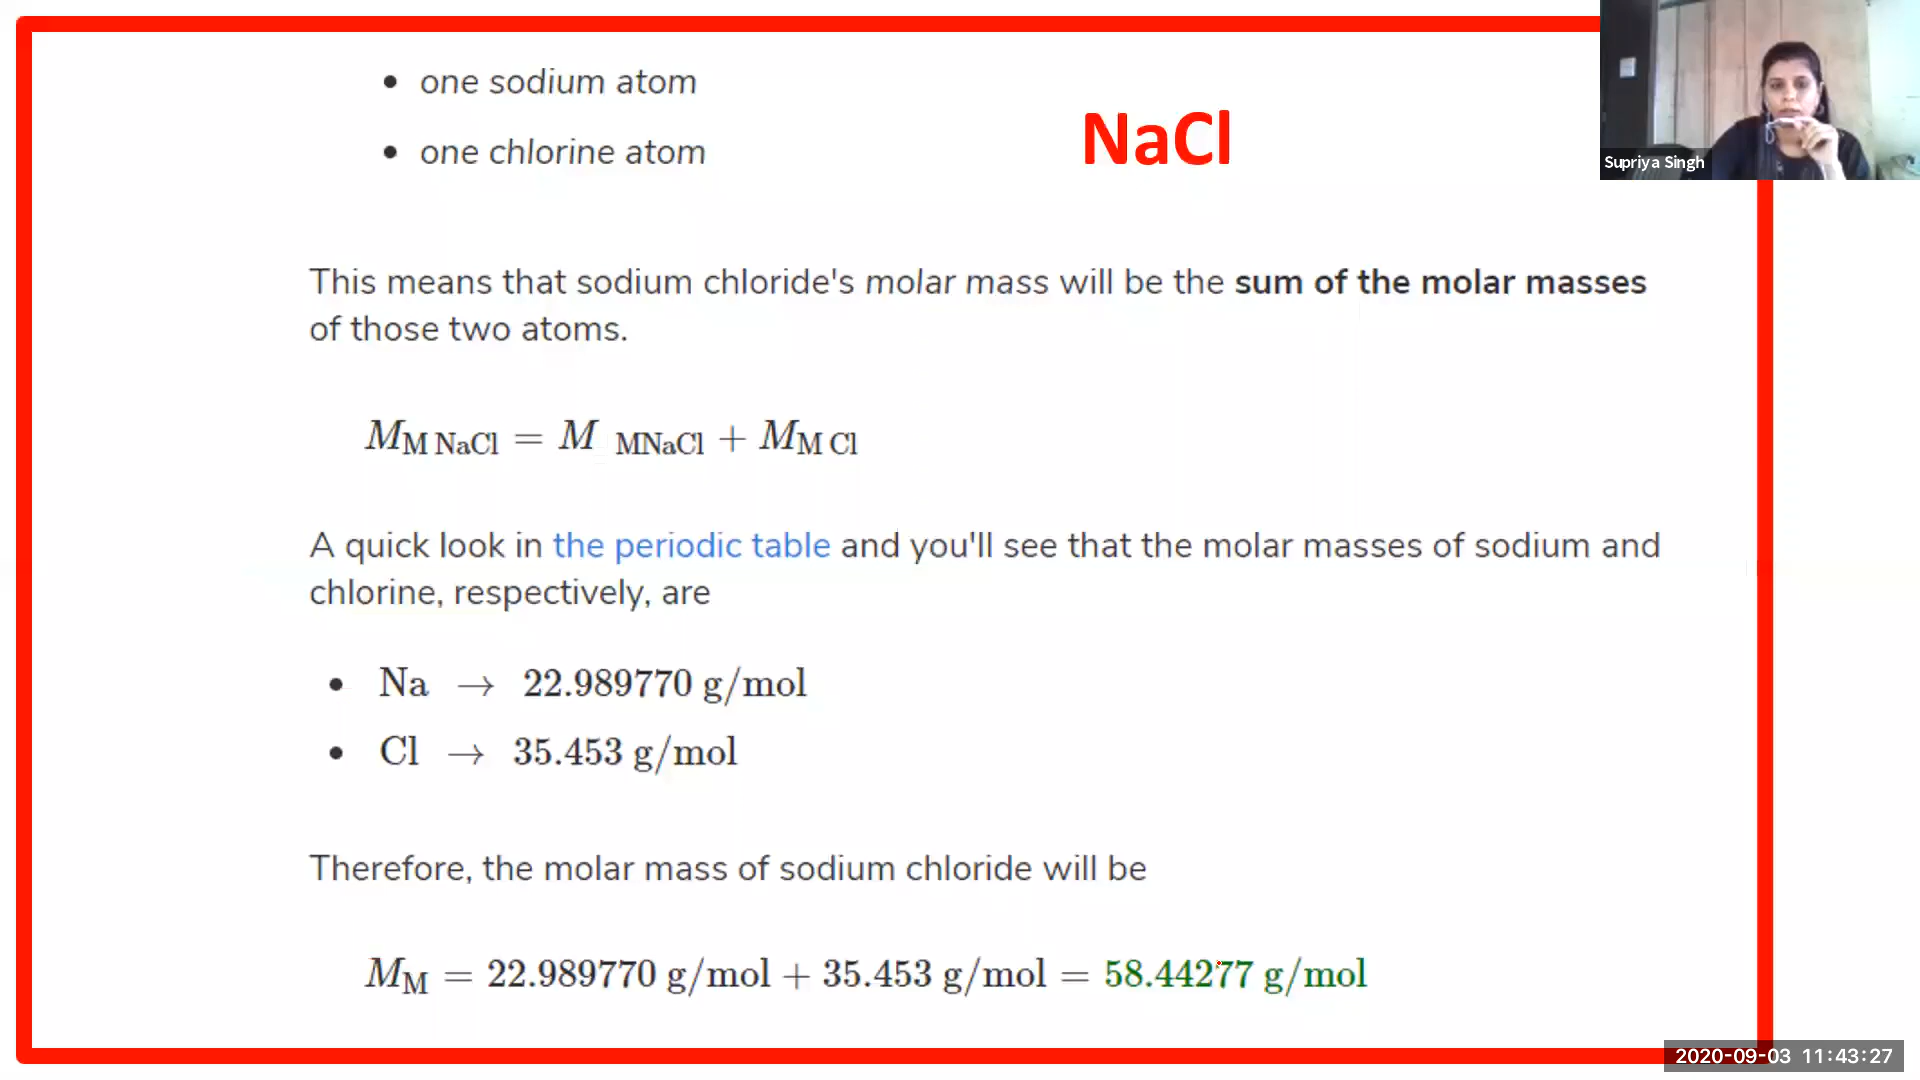 • one sodium atom
• one chlorine atom
NaCl
Supriya Singh
This means that sodium chloride's molar mass will be the sum of the molar masses
of those two atoms.
M_M NaCl = M MNaCl + M_M Cl
A quick look in the periodic table and you'll see that the molar masses of sodium and
chlorine, respectively, are
• Na → 22.989770 g/mol
• Cl → 35.453 g/mol
Therefore, the molar mass of sodium chloride will be
M_M = 22.989770 g/mol + 35.453 g/mol = 58.44277 g/mol
2020-09-03 11:43:27